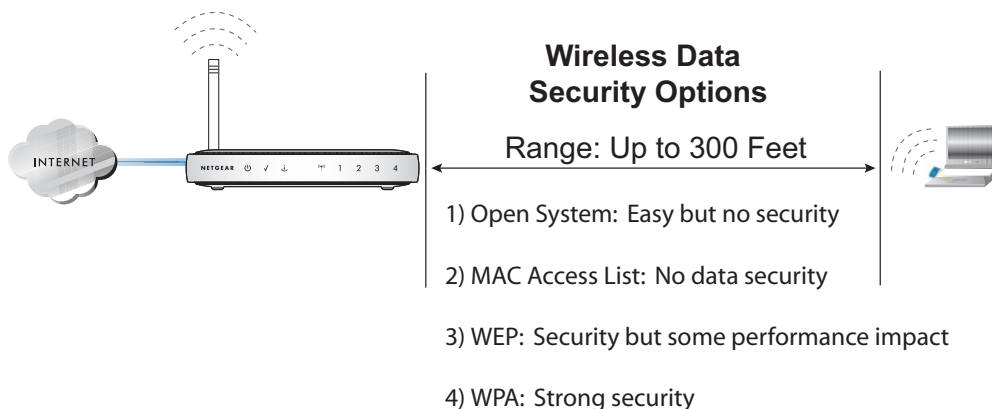 Wireless Data
Security Options
Range: Up to 300 Feet
INTERNET
NETGEAR 1 2 3 4
1) Open System: Easy but no security
2) MAC Access List: No data security
3) WEP: Security but some performance impact
4) WPA: Strong security